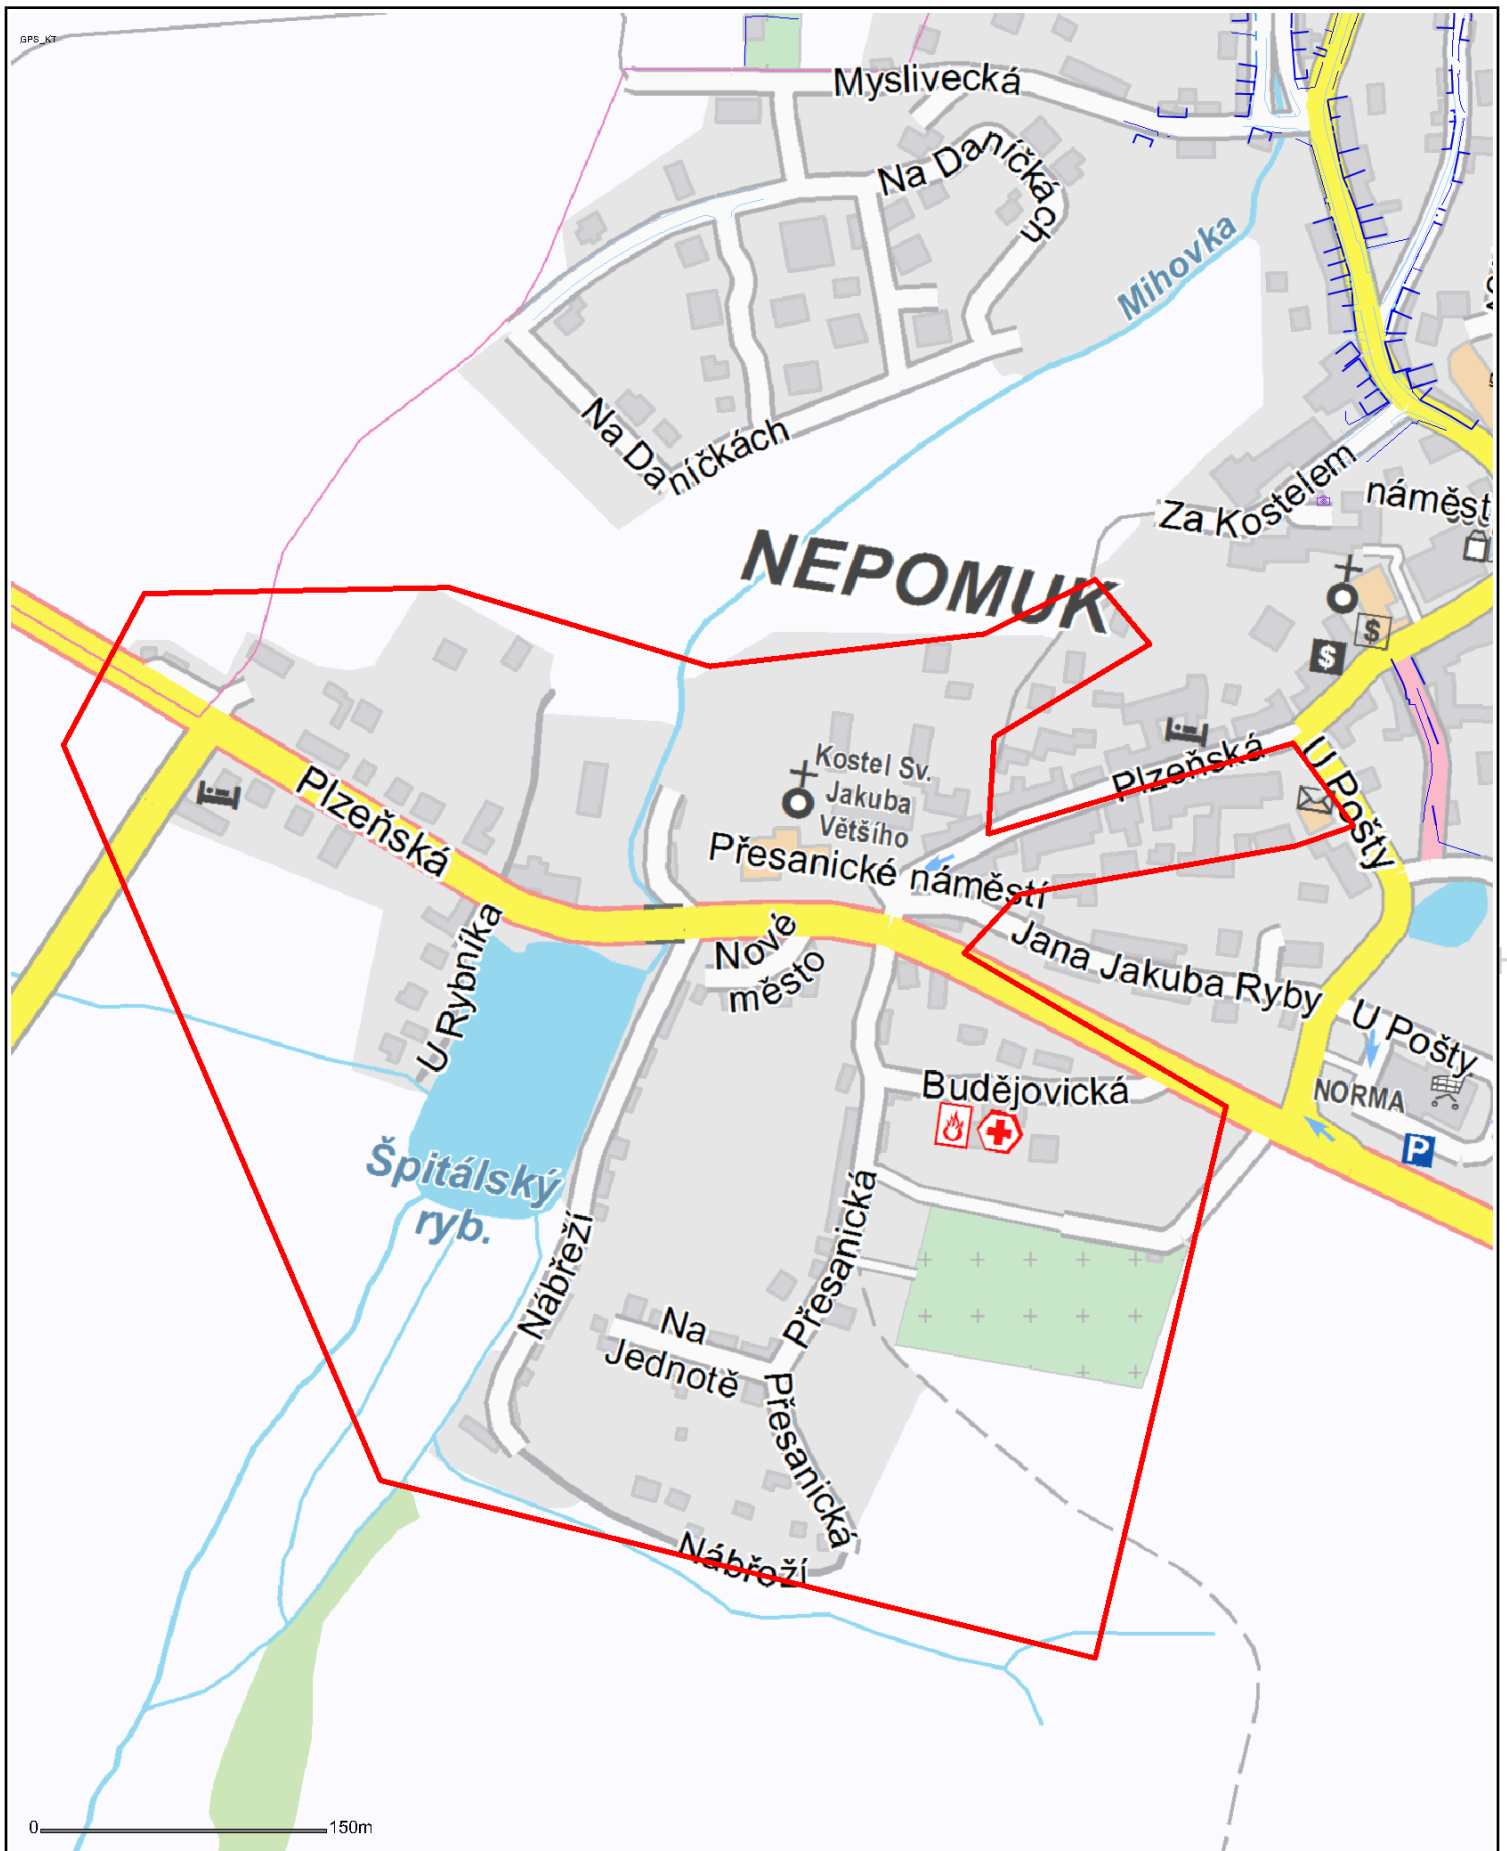 GPS_KT
Myslivecká
Na Daníčkách
Mihovka
Na Daníčkách
Za Kostelem
náměst
NEPOMUK
$
$
Kostel Sv.
Jakuba
Většího
Plzeňská
U Pošty
Plzeňská
Přesanické náměstí
Nové
město
U Rybníka
Jana Jakuba Ryby
U Pošty
NORMA
Budějovická
P
Špitálský
ryb.
Přesanická
Nábřeží
Na
Jednotě
Přesanická
Nábřeží
0
150m